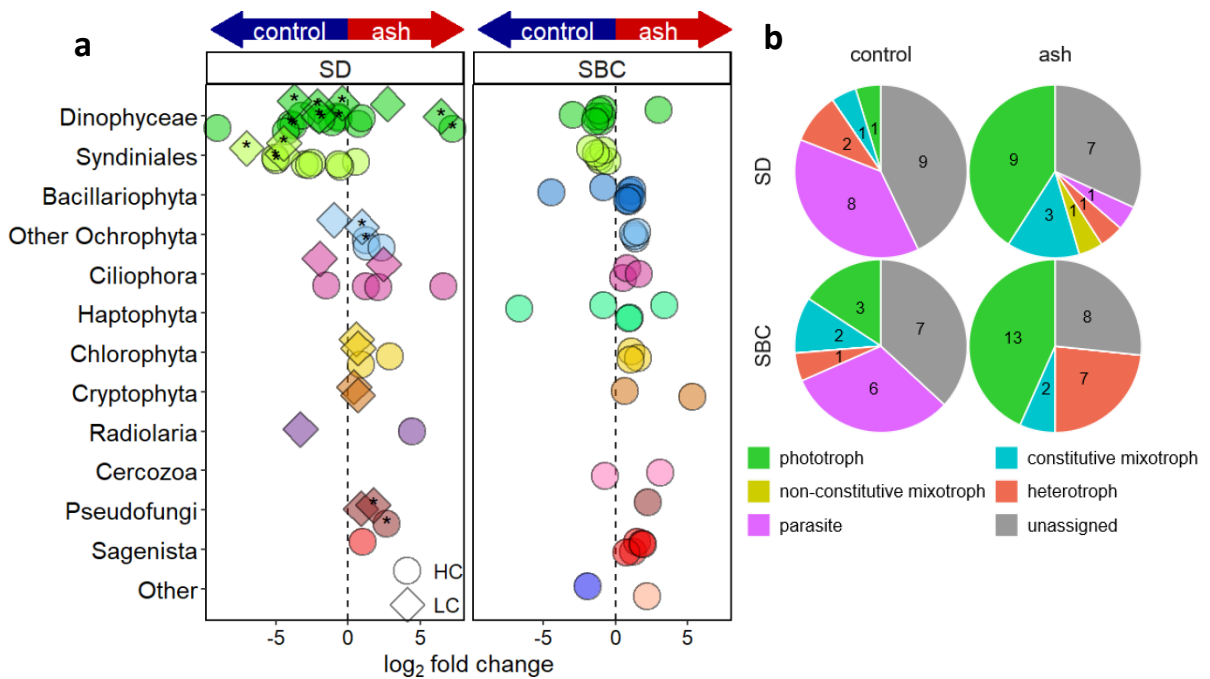 a
control ash
control ash
SD
SBC
Dinophyceae
Syndiniales
Bacillariophyta
Other Ochrophyta
Ciliophora
Haptophyta
Chlorophyta
Cryptophyta
Radiolaria
Cercozoa
Pseudofungi
Sagenista
Other
HC
LC
-5 0 5
-5 0 5
log₂ fold change
b
control ash
SD
1 1 2 8 9
9 3 1 1 1 7
SBC
3 2 1 6 7
13 2 7 8
phototroph
non-constitutive mixotroph
parasite
constitutive mixotroph
heterotroph
unassigned